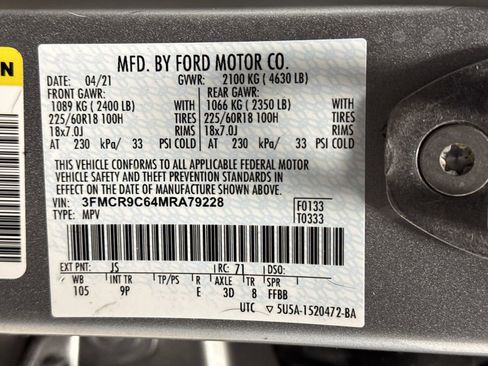 MFD. BY FORD MOTOR CO.
DATE: 04/21 GVWR: 2100 KG ( 4630 LB)
FRONT GAWR: REAR GAWR:
1089 KG ( 2400 LB) WITH 1066 KG ( 2350 LB) WITH
225/60R18 100H TIRES 225/60R18 100H TIRES
18x7.0J RIMS 18x7.0J RIMS
AT 230 kPa/ 33 PSI COLD AT 230 kPa/ 33 PSI COLD
THIS VEHICLE CONFORMS TO ALL APPLICABLE FEDERAL MOTOR
VEHICLE SAFETY AND THEFT PREVENTION STANDARDS IN EFFECT ON
THE DATE OF MANUFACTURE SHOWN ABOVE.
VIN: 3FMCR9C64MRA79228 F0133
TYPE: MPV T0333
EXT PNT: JS RC: 71 DSO:
WB INT TR TP/PS R AXLE TR SPR
105 9P E 3D 8 FFBB
UTC ▽5U5A-1520472-BA